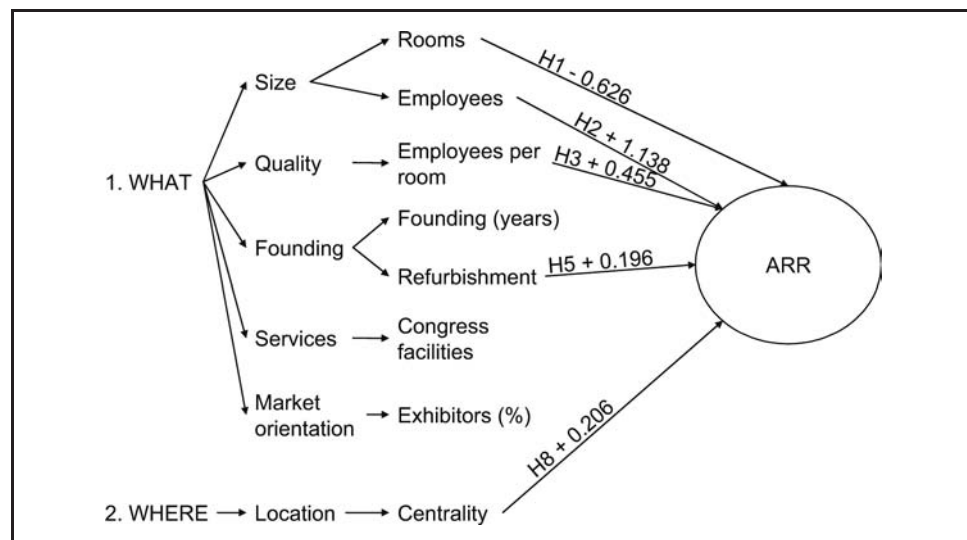 Rooms
H1 - 0.626
Size
Employees
H2 + 1.138
Quality
Employees per
room
H3 + 0.455
1. WHAT
Founding (years)
Founding
Refurbishment
H5 + 0.196
ARR
Services
Congress
facilities
Market
orientation
Exhibitors (%)
H8 + 0.206
2. WHERE
Location
Centrality